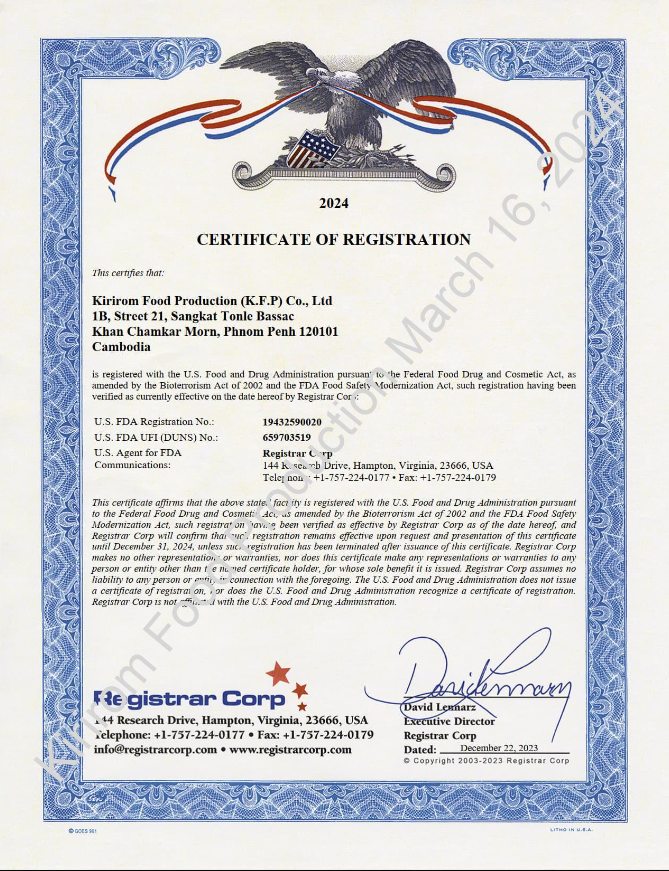 2024
CERTIFICATE OF REGISTRATION
This certifies that:
Kirirom Food Production (K.F.P) Co., Ltd
1B, Street 21, Sangkat Tonle Bassac
Khan Chamkar Morn, Phnom Penh 120101
Cambodia
is registered with the U.S. Food and Drug Administration pursuant to the Federal Food Drug and Cosmetic Act, as
amended by the Bioterrorism Act of 2002 and the FDA Food Safety Modernization Act, such registration having been
verified as currently effective on the date hereof by Registrar Corp:
U.S. FDA Registration No.: 19432590020
U.S. FDA UFI (DUNS) No.: 659703519
U.S. Agent for FDA Registrar Corp
Communications: 144 Research Drive, Hampton, Virginia, 23666, USA
Telephone: +1-757-224-0177 • Fax: +1-757-224-0179
This certificate affirms that the above stated facility is registered with the U.S. Food and Drug Administration pursuant
to the Federal Food Drug and Cosmetic Act, as amended by the Bioterrorism Act of 2002 and the FDA Food Safety
Modernization Act, such registration having been verified as effective by Registrar Corp as of the date hereof, and
Registrar Corp will confirm that such registration remains effective upon request and presentation of this certificate
until December 31, 2024, unless such registration has been terminated after issuance of this certificate. Registrar Corp
makes no other representations or warranties, nor does this certificate make any representations or warranties to any
person or entity other than the named certificate holder, for whose sole benefit it is issued. Registrar Corp assumes no
liability to any person or entity in connection with the foregoing. The U.S. Food and Drug Administration does not issue
a certificate of registration, nor does the U.S. Food and Drug Administration recognize a certificate of registration.
Registrar Corp is not affiliated with the U.S. Food and Drug Administration.
Registrar Corp
144 Research Drive, Hampton, Virginia, 23666, USA
Telephone: +1-757-224-0177 • Fax: +1-757-224-0179
info@registrarcorp.com • www.registrarcorp.com
David Lennarz
David Lennarz
Executive Director
Registrar Corp
Dated: December 22, 2023
© Copyright 2003-2023 Registrar Corp
© GOES 981
LITHO IN U.S.A.
Kirirom Food Production March 16, 2024